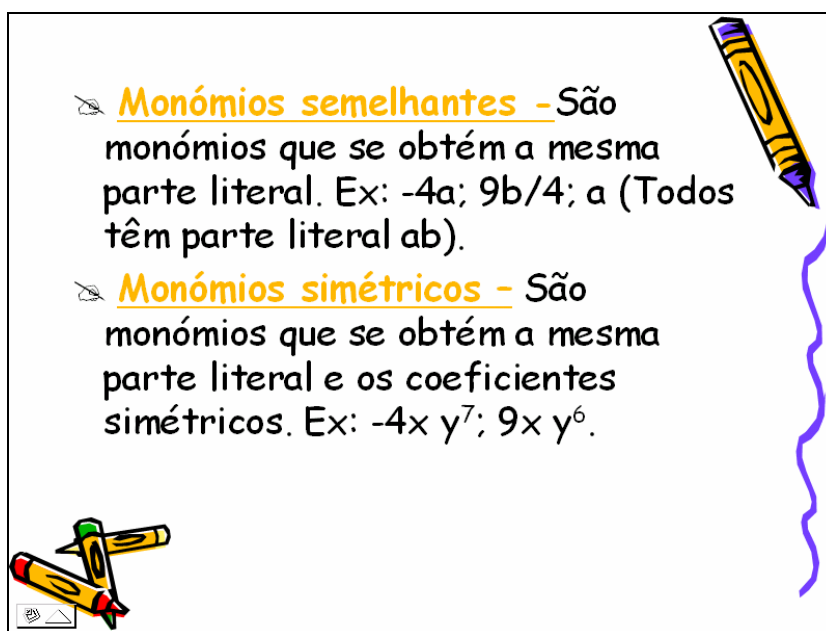 Monómios semelhantes -São
monómios que se obtém a mesma
parte literal. Ex: -4a; 9b/4; a (Todos
têm parte literal ab).
Monómios simétricos – São
monómios que se obtém a mesma
parte literal e os coeficientes
simétricos. Ex: -4x y⁷; 9x y⁶.